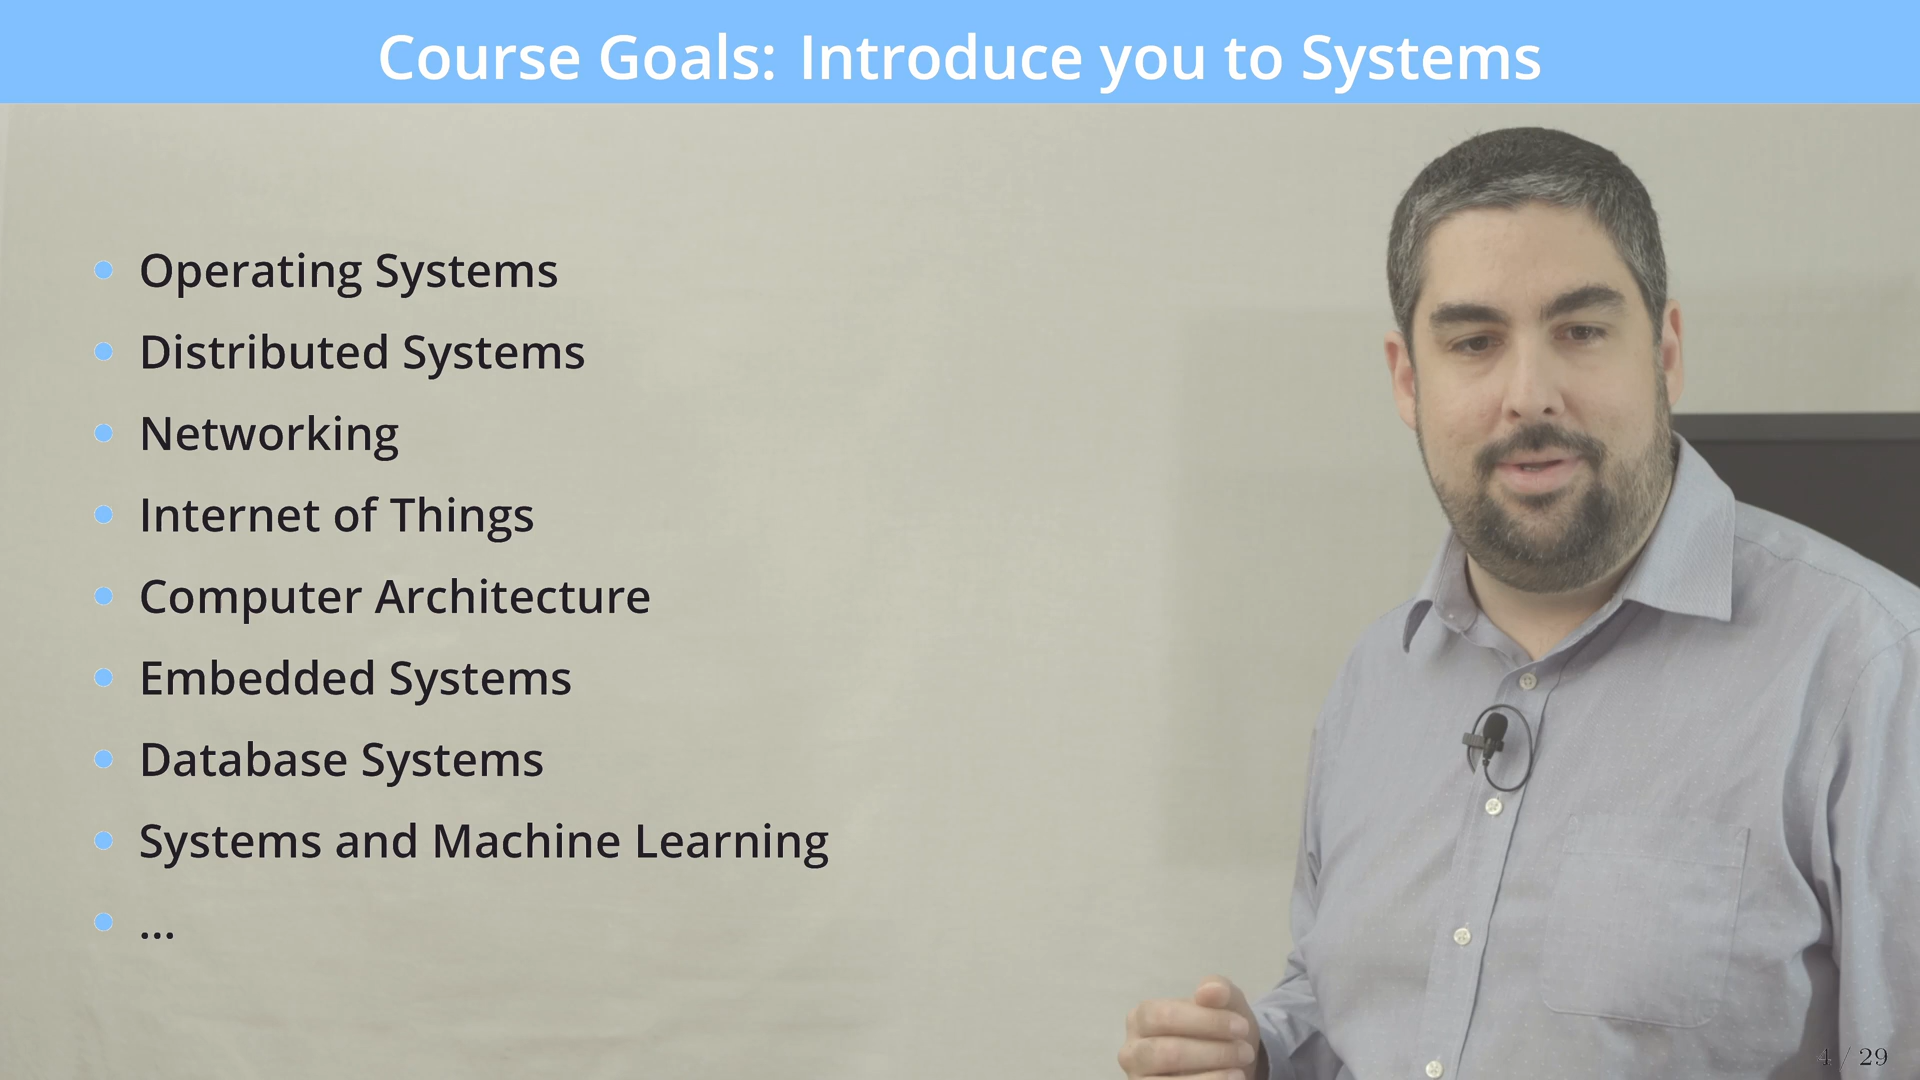 Course Goals: Introduce you to Systems
Operating Systems
Distributed Systems
Networking
Internet of Things
Computer Architecture
Embedded Systems
Database Systems
Systems and Machine Learning
...
4 / 29